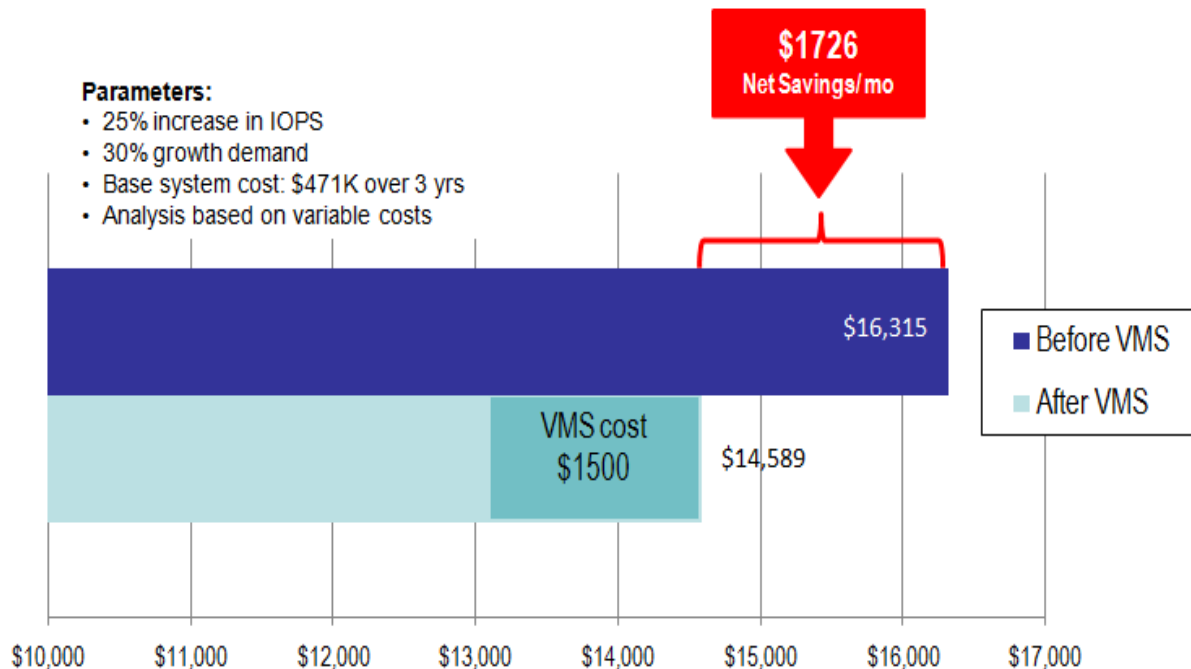 $1726
Net Savings/mo
Parameters:
• 25% increase in IOPS
• 30% growth demand
• Base system cost: $471K over 3 yrs
• Analysis based on variable costs
$16,315
VMS cost
$1500
$14,589
Before VMS
After VMS
$10,000 $11,000 $12,000 $13,000 $14,000 $15,000 $16,000 $17,000